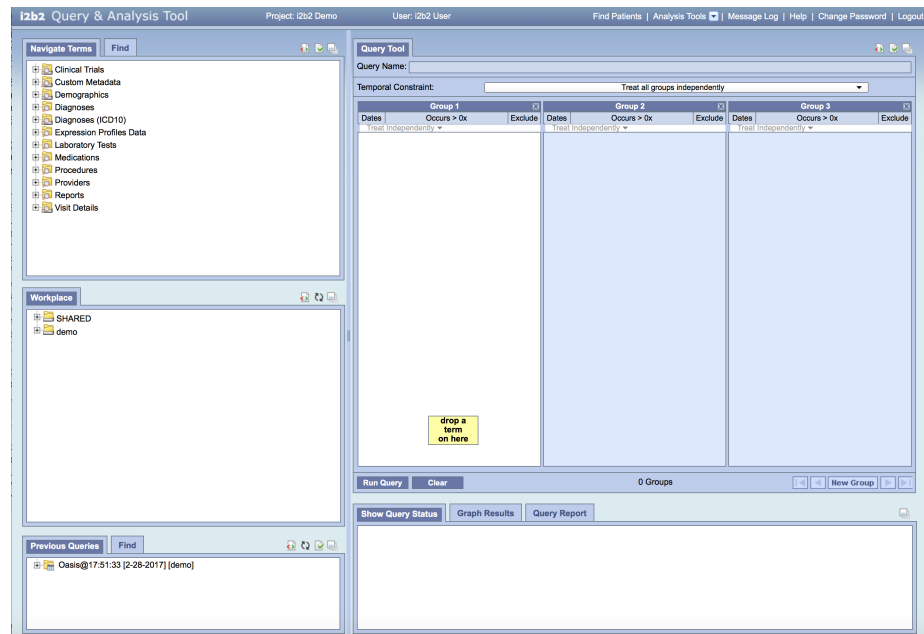 i2b2 Query & Analysis Tool Project: i2b2 Demo User: i2b2 User Find Patients | Analysis Tools | Message Log | Help | Change Password | Logout
Navigate Terms Find
Clinical Trials
Custom Metadata
Demographics
Diagnoses
Diagnoses (ICD10)
Expression Profiles Data
Laboratory Tests
Medications
Procedures
Providers
Reports
Visit Details
Workplace
SHARED
demo
Previous Queries Find
Oasis@17:51:33 [2-28-2017] [demo]
Query Tool
Query Name:
Temporal Constraint: Treat all groups independently
Group 1 Group 2 Group 3
Dates Occurs > 0x Exclude Dates Occurs > 0x Exclude Dates Occurs > 0x Exclude
Treat Independently Treat Independently Treat Independently
drop a
term
on here
Run Query Clear 0 Groups New Group
Show Query Status Graph Results Query Report